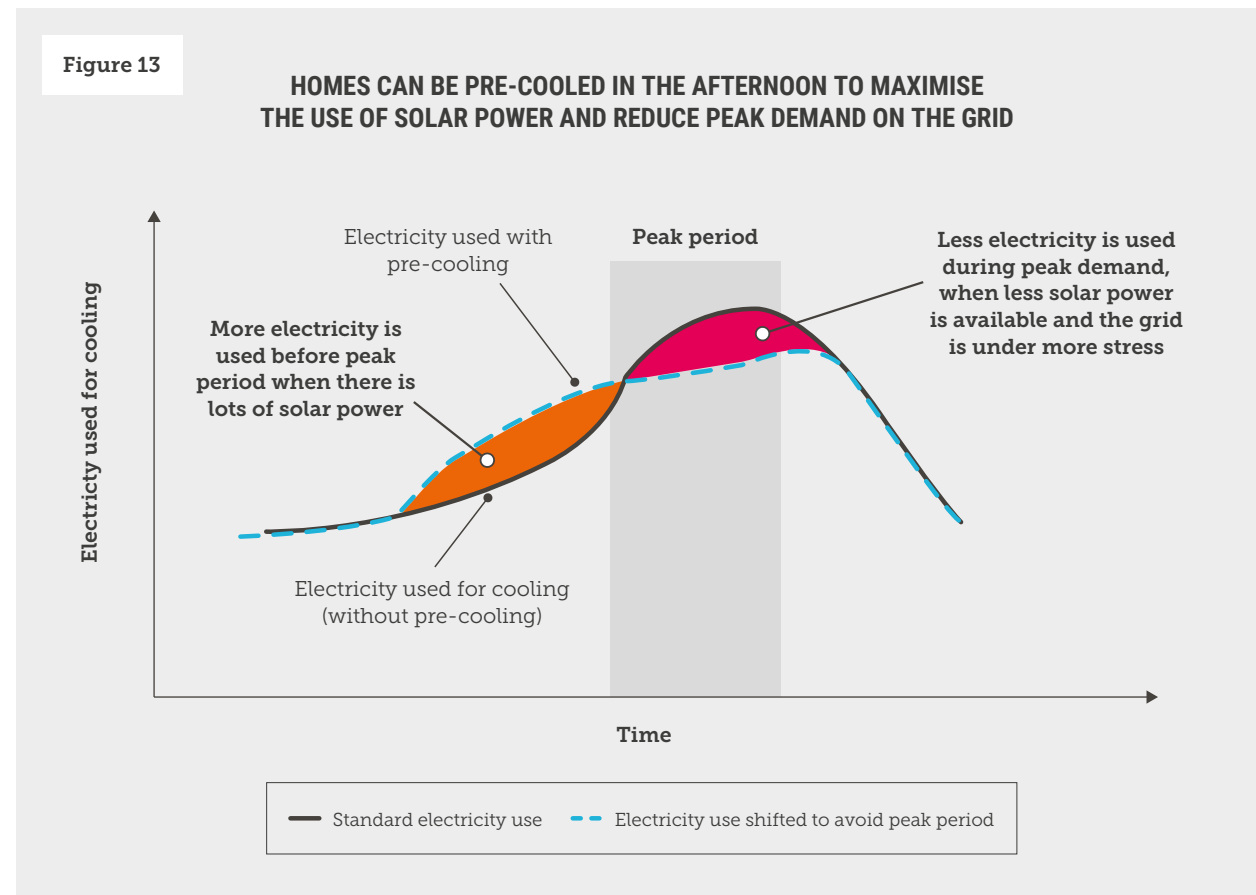 Figure 13
HOMES CAN BE PRE-COOLED IN THE AFTERNOON TO MAXIMISE
THE USE OF SOLAR POWER AND REDUCE PEAK DEMAND ON THE GRID
Electricty used for cooling
Electricity used with
pre-cooling
Peak period
Less electricity is used
during peak demand,
when less solar power
is available and the grid
is under more stress
More electricity is
used before peak
period when there is
lots of solar power
Electricity used for cooling
(without pre-cooling)
Time
Standard electricity use
Electricity use shifted to avoid peak period